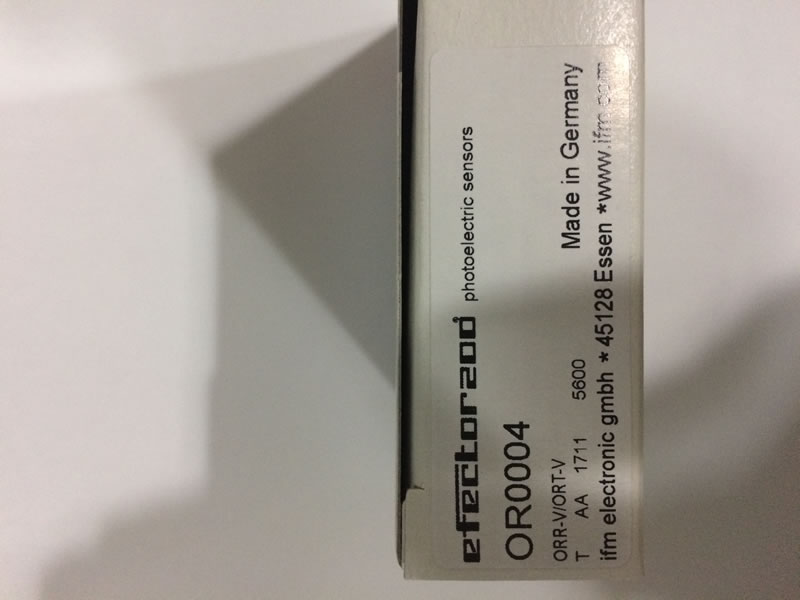 efector200 photoelectric sensors
OR0004
ORR-V/ORT-V
T AA 1711 5600 Made in Germany
ifm electronic gmbh * 45128 Essen *www.ifm.com